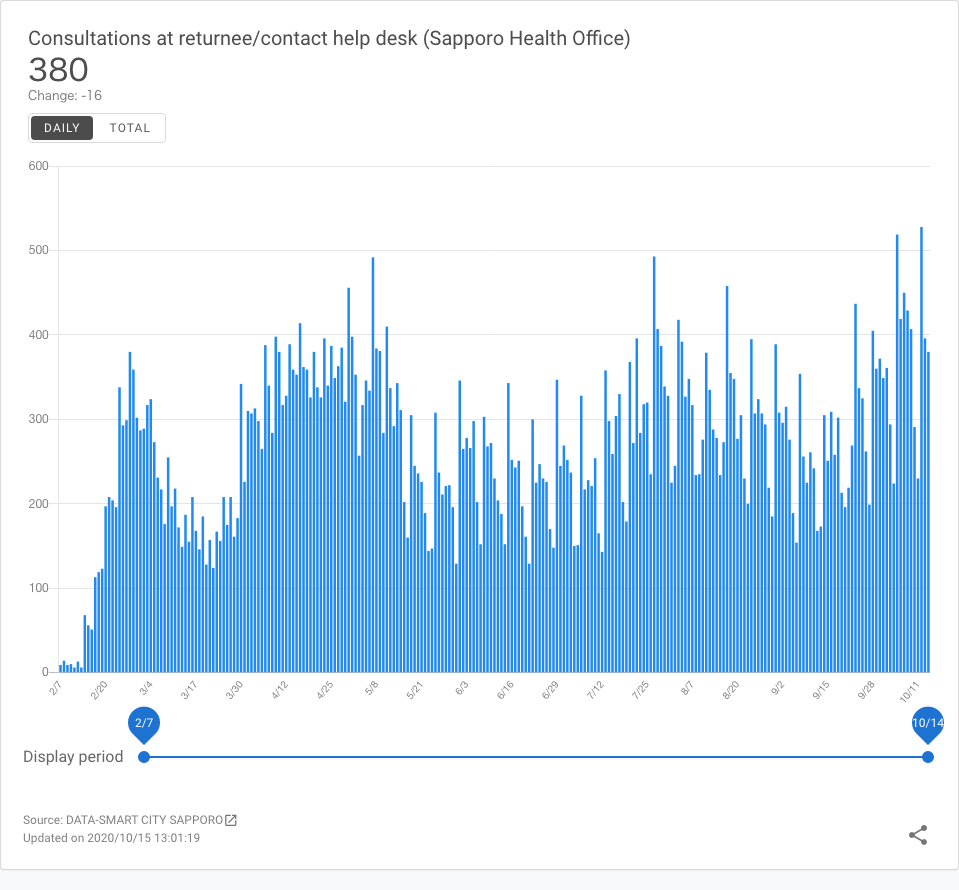 Consultations at returnee/contact help desk (Sapporo Health Office)
380
Change: -16
DAILY TOTAL
600
500
400
300
200
100
0
2/7 2/20 3/4 3/17 3/30 4/12 4/25 5/8 5/21 6/3 6/16 6/29 7/12 7/25 8/7 8/20 9/2 9/15 9/28 10/11
2/7 10/14
Display period
Source: DATA-SMART CITY SAPPORO
Updated on 2020/10/15 13:01:19